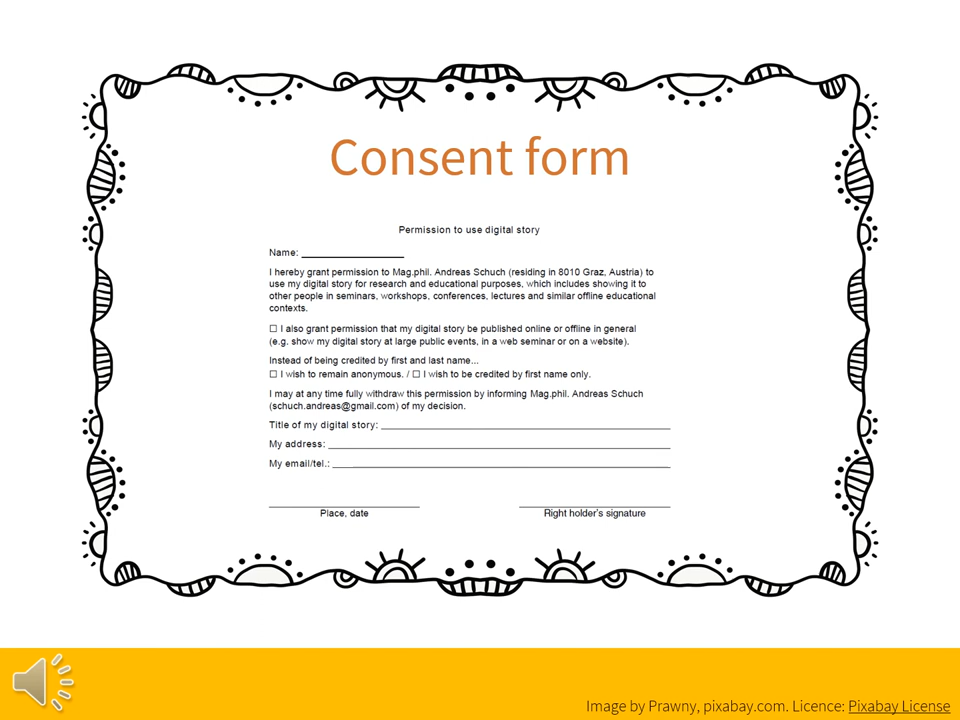 Consent form
Permission to use digital story
Name: ____________________
I hereby grant permission to Mag.phil. Andreas Schuch (residing in 8010 Graz, Austria) to
use my digital story for research and educational purposes, which includes showing it to
other people in seminars, workshops, conferences, lectures and similar offline educational
contexts.
☐ I also grant permission that my digital story be published online or offline in general
(e.g. show my digital story at large public events, in a web seminar or on a website).
Instead of being credited by first and last name...
☐ I wish to remain anonymous. / ☐ I wish to be credited by first name only.
I may at any time fully withdraw this permission by informing Mag.phil. Andreas Schuch
(schuch.andreas@gmail.com) of my decision.
Title of my digital story: ____________________
My address: ____________________
My email/tel.: ____________________
Place, date
Right holder's signature
Image by Prawny, pixabay.com. Licence: Pixabay License